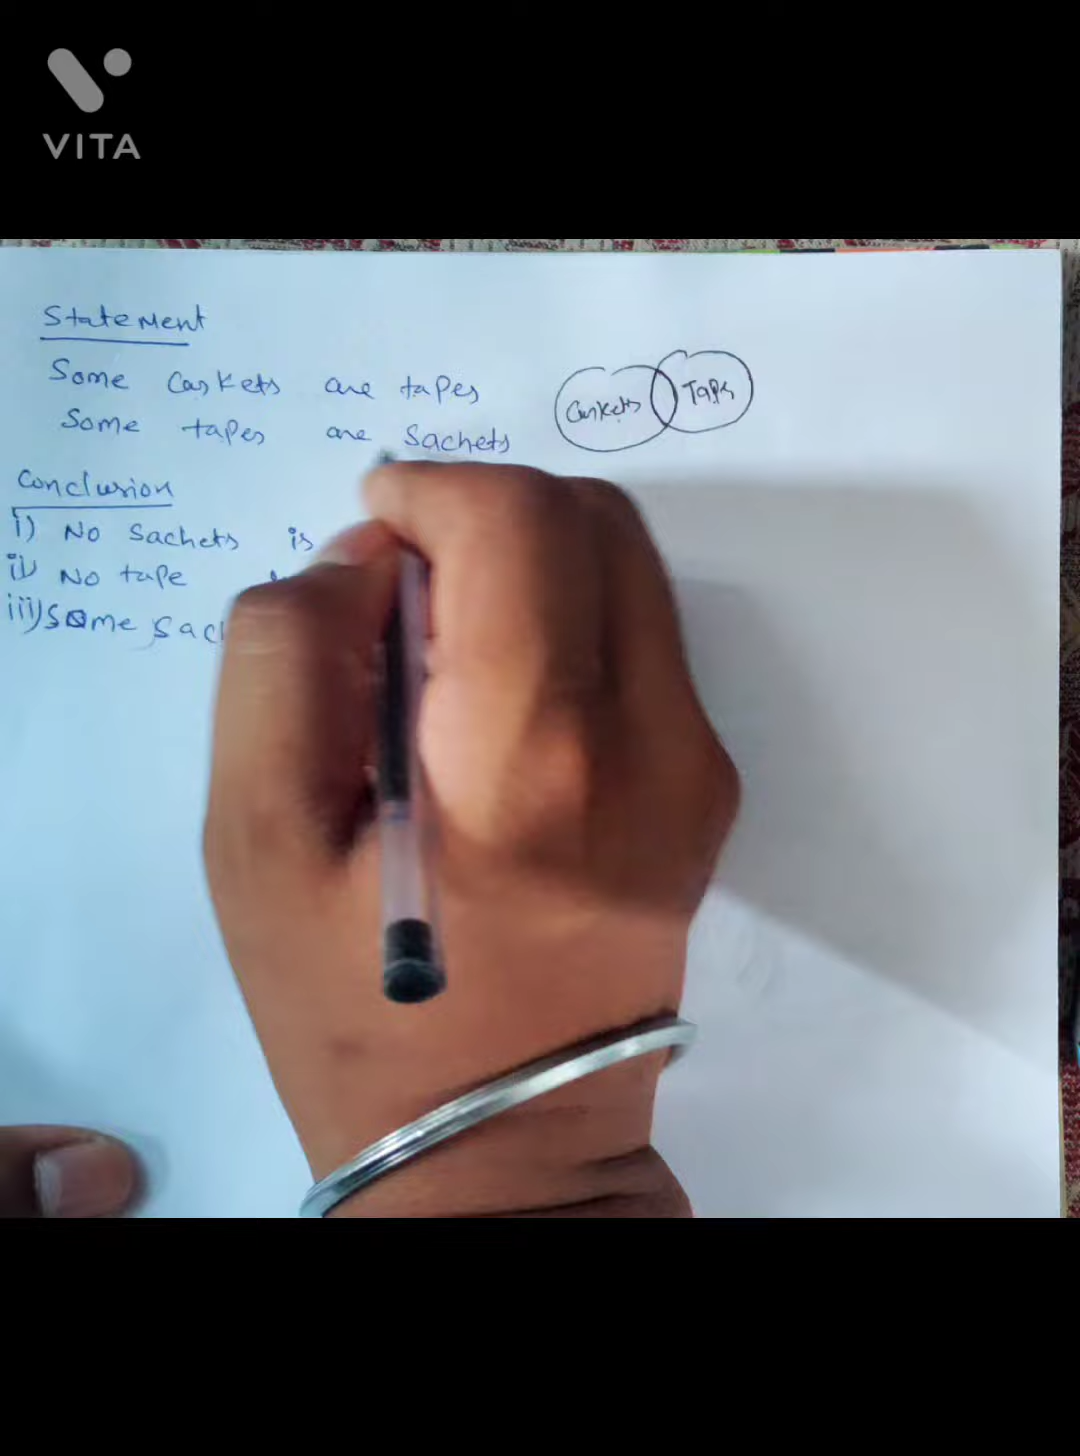 VITA
Statement
Some Caskets are tapes
Some tapes are Sachets
Caskets Tapes
Conclusion
i) No Sachets is
ii) No tape
iii) Some